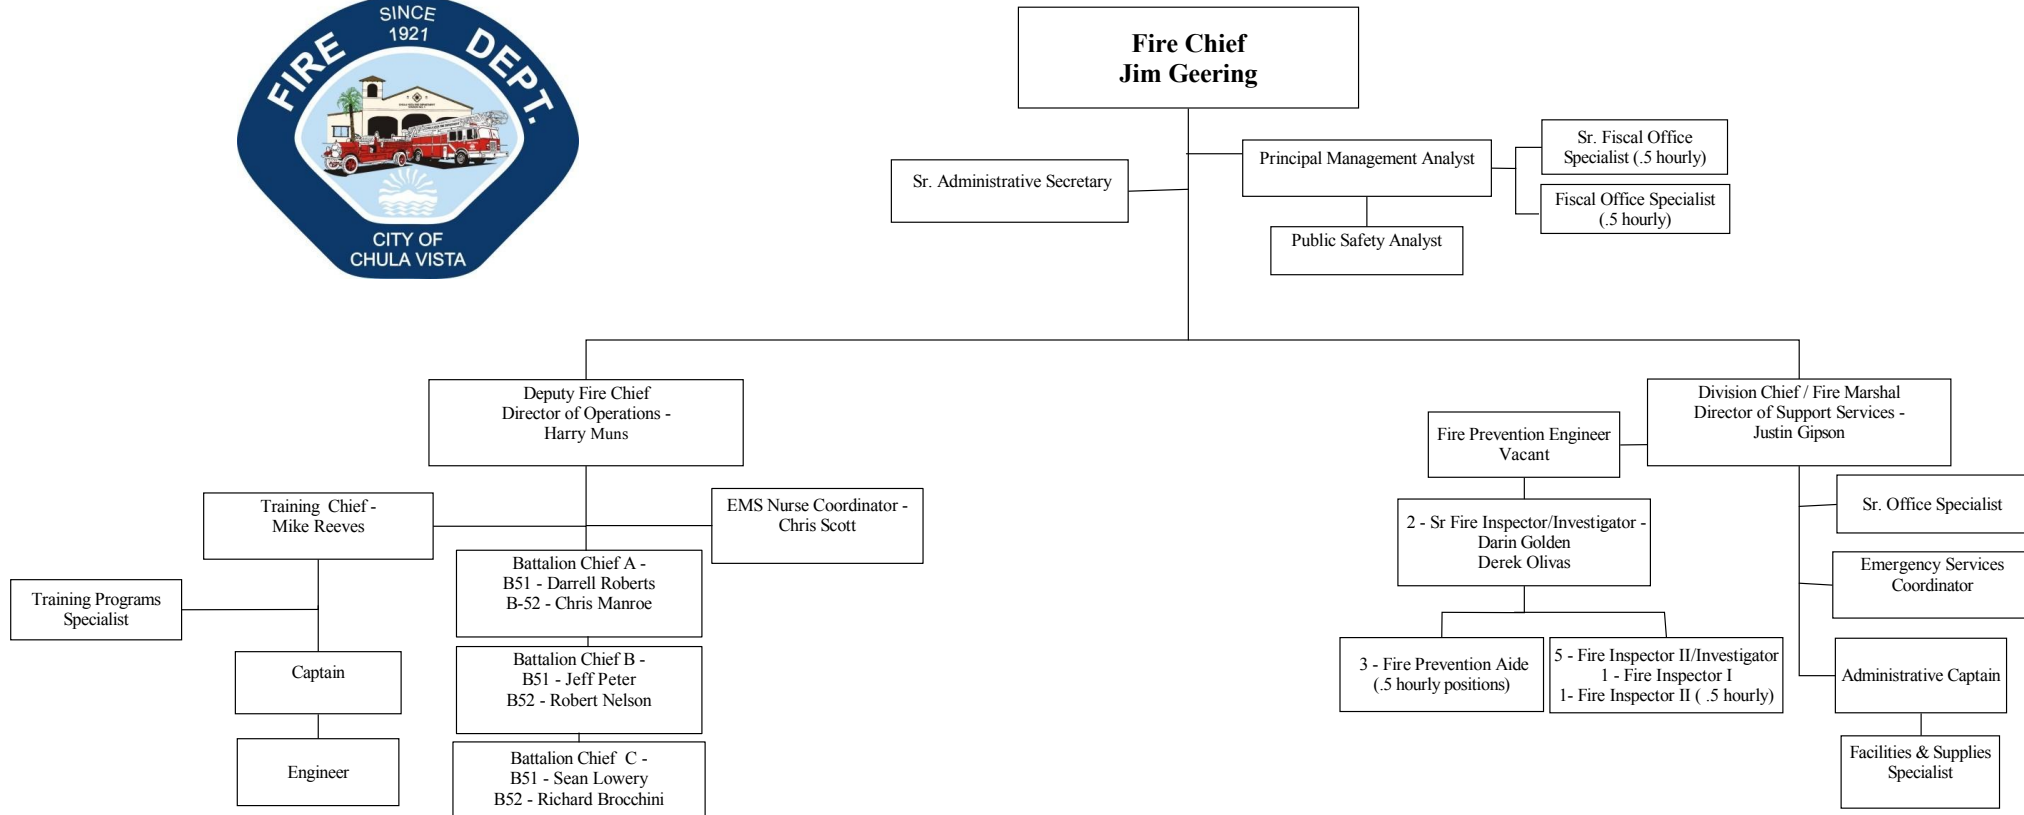 SINCE
1921
FIRE DEPT.
CITY OF
CHULA VISTA
Fire Chief
Jim Geering
Sr. Administrative Secretary
Principal Management Analyst
Sr. Fiscal Office
Specialist (.5 hourly)
Fiscal Office Specialist
(.5 hourly)
Public Safety Analyst
Deputy Fire Chief
Director of Operations -
Harry Muns
Division Chief / Fire Marshal
Director of Support Services -
Justin Gipson
Fire Prevention Engineer
Vacant
Training  Chief -
Mike Reeves
EMS Nurse Coordinator -
Chris Scott
Sr. Office Specialist
2 - Sr Fire Inspector/Investigator -
Darin Golden
Derek Olivas
Battalion Chief A -
B51 - Darrell Roberts
B-52 - Chris Manroe
Emergency Services
Coordinator
Training Programs
Specialist
Captain
Battalion Chief B -
B51 - Jeff Peter
B52 - Robert Nelson
3 - Fire Prevention Aide
(.5 hourly positions)
5 - Fire Inspector II/Investigator
1 - Fire Inspector I
1- Fire Inspector II ( .5 hourly)
Administrative Captain
Engineer
Battalion Chief  C -
B51 - Sean Lowery
B52 - Richard Brocchini
Facilities & Supplies
Specialist